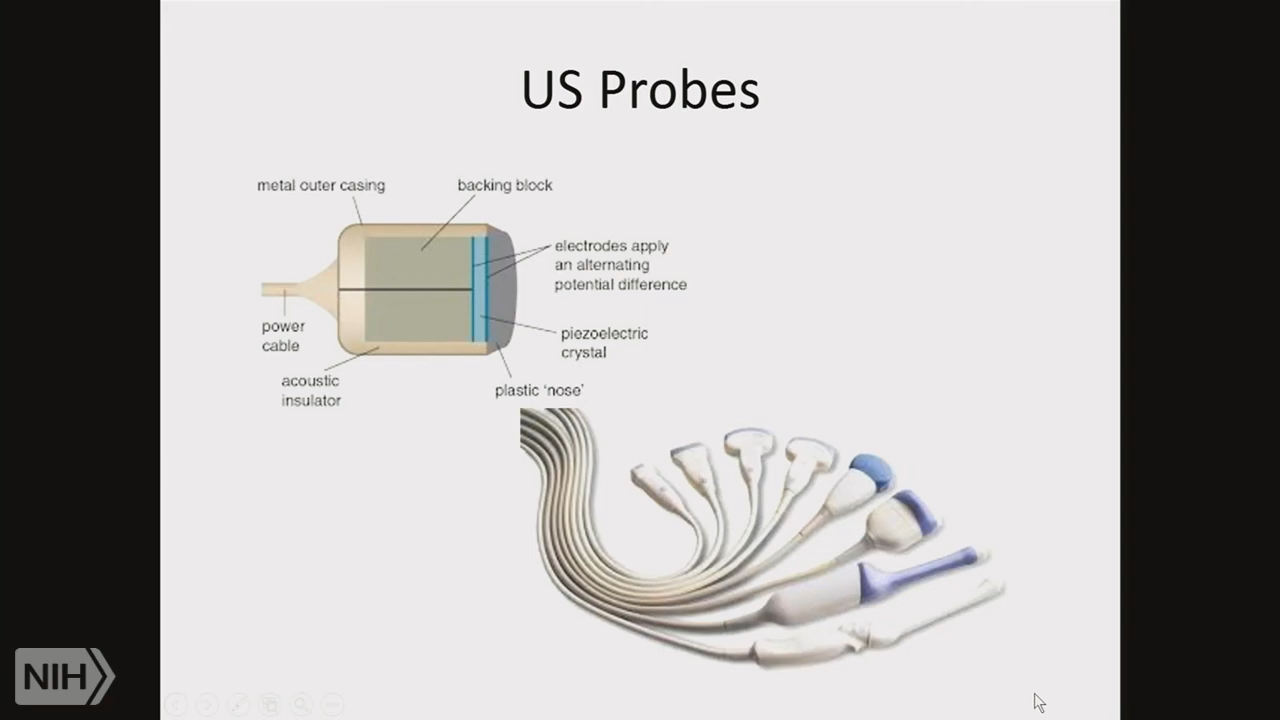 US Probes
metal outer casing
backing block
electrodes apply
an alternating
potential difference
power
cable
piezoelectric
crystal
acoustic
insulator
plastic ‘nose’
NIH